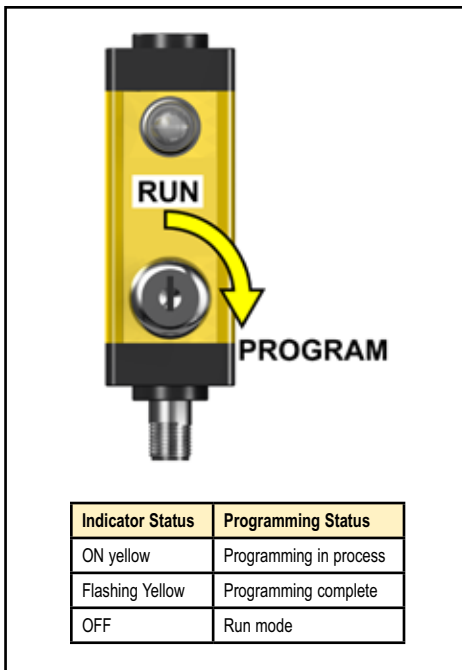 RUN
PROGRAM
Indicator Status Programming Status
ON yellow Programming in process
Flashing Yellow Programming complete
OFF Run mode